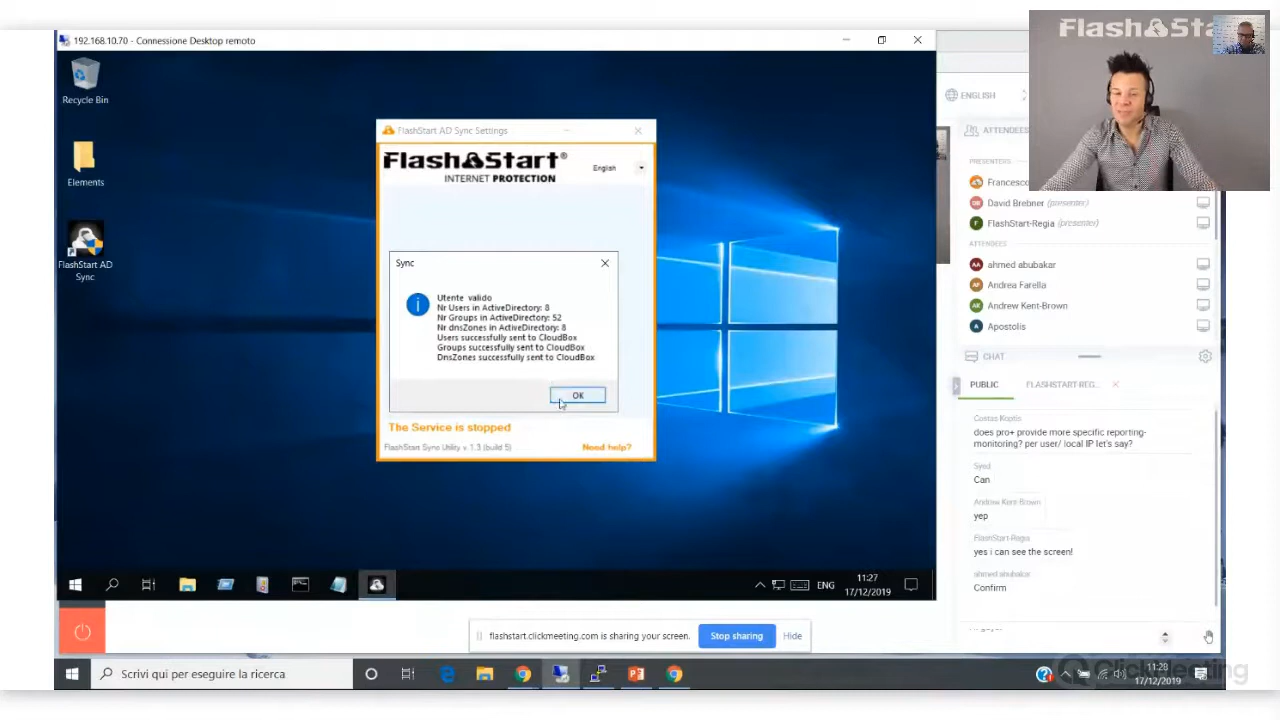 192.168.10.70 - Connessione Desktop remoto
Recycle Bin
Elements
FlashStart AD
Sync
FlashStart AD Sync Settings
FlashStart®
INTERNET PROTECTION
English
Sync
Utente valido
Nr Users in ActiveDirectory: 8
Nr Groups in ActiveDirectory: 52
Nr dnsZones in ActiveDirectory: 8
Users successfully sent to CloudBox
Groups successfully sent to CloudBox
DnsZones successfully sent to CloudBox
OK
The Service is stopped
FlashStart Sync Utility v. 1.3 (build 5)
Need help?
ENG
11:27
17/12/2019
flashstart.clickmeeting.com is sharing your screen.
Stop sharing
Hide
Scrivi qui per eseguire la ricerca
FlashSta
ENGLISH
ATTENDEES
PRESENTERS
Francesco
DB
David Brebner (presenter)
F
FlashStart-Regia (presenter)
ATTENDEES
AA
ahmed abubakar
AF
Andrea Farella
AK
Andrew Kent-Brown
A
Apostolis
CHAT
PUBLIC
FLASHSTART-REG...
Costas Koptis
does pro+ provide more specific reporting-
monitoring? per user/ local IP let's say?
Syed
Can
Andrew Kent-Brown
yep
FlashStart-Regia
yes i can see the screen!
ahmed abubakar
Confirm
ClickMeeting
11:28
17/12/2019